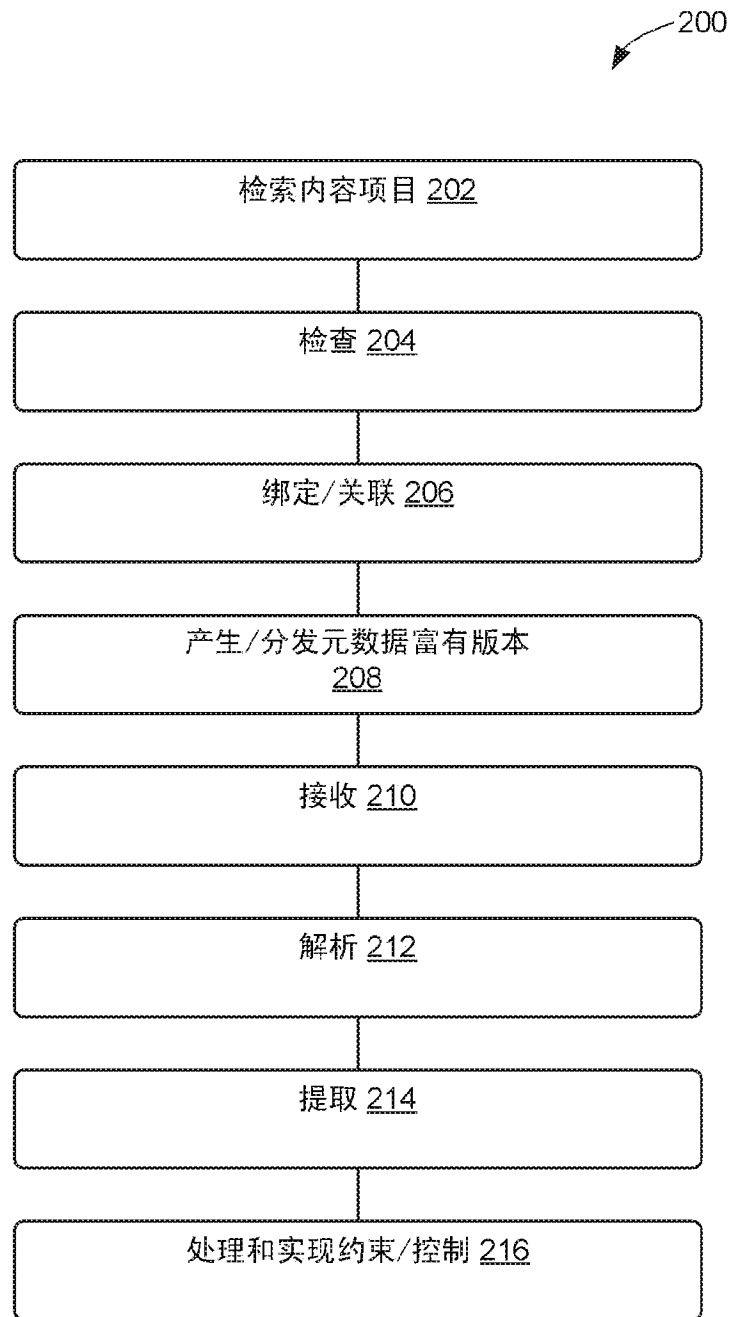 200
检索内容项目 202
检查 204
绑定/关联 206
产生/分发元数据富有版本
208
接收 210
解析 212
提取 214
处理和实现约束/控制 216